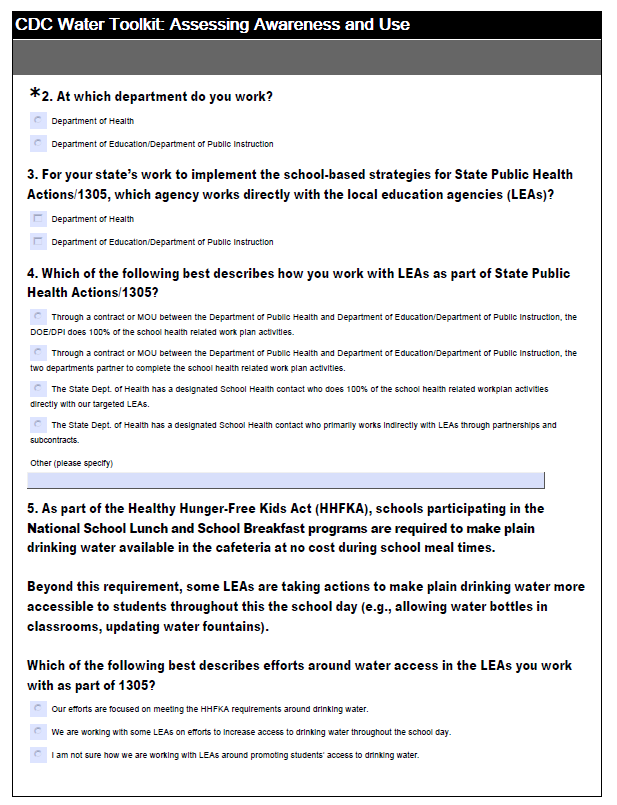 CDC Water Toolkit: Assessing Awareness and Use
*2. At which department do you work?
Department of Health
Department of Education/Department of Public Instruction
3. For your state's work to implement the school-based strategies for State Public Health
Actions/1305, which agency works directly with the local education agencies (LEAs)?
Department of Health
Department of Education/Department of Public Instruction
4. Which of the following best describes how you work with LEAs as part of State Public
Health Actions/1305?
Through a contract or MOU between the Department of Public Health and Department of Education/Department of Public Instruction, the
DOE/DPI does 100% of the school health related work plan activities.
Through a contract or MOU between the Department of Public Health and Department of Education/Department of Public Instruction, the
two departments partner to complete the school health related work plan activities.
The State Dept. of Health has a designated School Health contact who does 100% of the school health related workplan activities
directly with our targeted LEAs.
The State Dept. of Health has a designated School Health contact who primarily works indirectly with LEAs through partnerships and
subcontracts.
Other (please specify)
5. As part of the Healthy Hunger-Free Kids Act (HHFKA), schools participating in the
National School Lunch and School Breakfast programs are required to make plain
drinking water available in the cafeteria at no cost during school meal times.
Beyond this requirement, some LEAs are taking actions to make plain drinking water more
accessible to students throughout this the school day (e.g., allowing water bottles in
classrooms, updating water fountains).
Which of the following best describes efforts around water access in the LEAs you work
with as part of 1305?
Our efforts are focused on meeting the HHFKA requirements around drinking water.
We are working with some LEAs on efforts to increase access to drinking water throughout the school day.
I am not sure how we are working with LEAs around promoting students' access to drinking water.